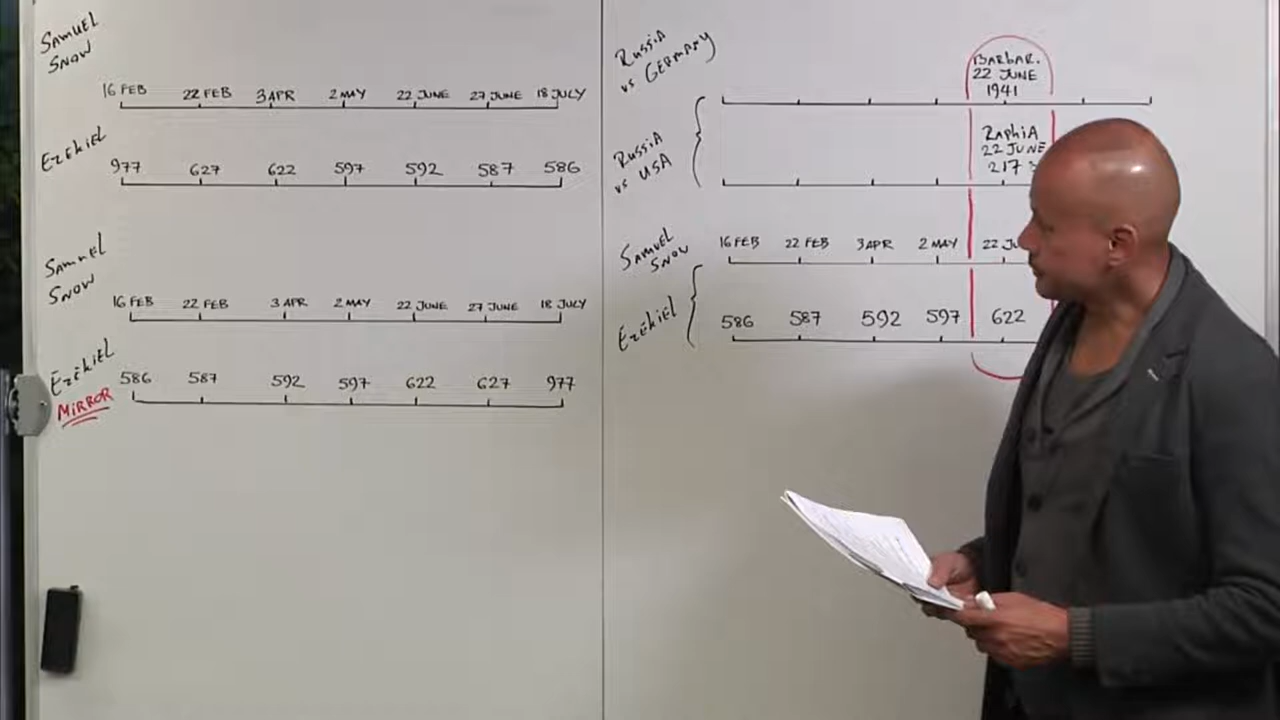 SAMUEL
SNOW
16 FEB 22 FEB 3 APR 2 MAY 22 JUNE 27 JUNE 18 JULY
EZEKIEL
977 627 622 597 592 587 586
SAMUEL
SNOW
16 FEB 22 FEB 3 APR 2 MAY 22 JUNE 27 JUNE 18 JULY
EZEKIEL
MIRROR
586 587 592 597 622 627 977
RUSSIA
vs GERMANY
BARBAR.
22 JUNE
1941
RUSSIA
vs USA
RAPHIA
22 JUNE
217
SAMUEL
SNOW
16 FEB 22 FEB 3 APR 2 MAY 22 JU
EZEKIEL
586 587 592 597 622